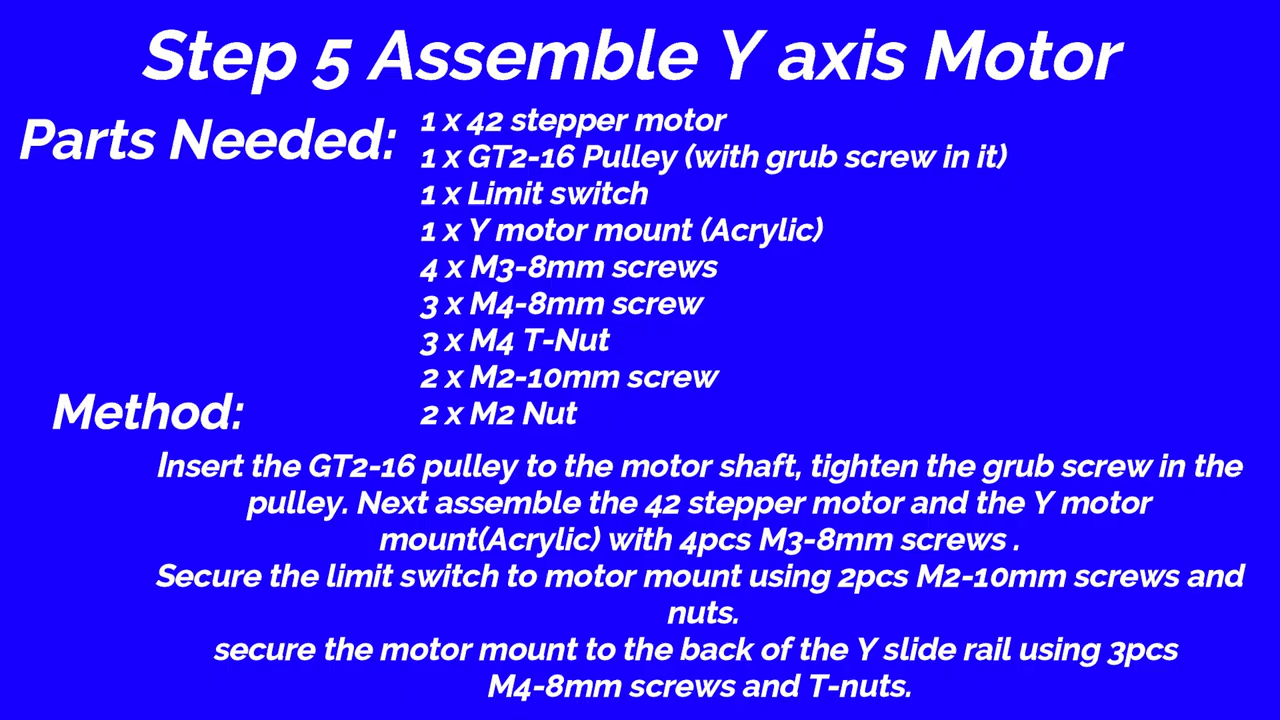 Step 5 Assemble Y axis Motor
Parts Needed:
1 x 42 stepper motor
1 x GT2-16 Pulley (with grub screw in it)
1 x Limit switch
1 x Y motor mount (Acrylic)
4 x M3-8mm screws
3 x M4-8mm screw
3 x M4 T-Nut
2 x M2-10mm screw
2 x M2 Nut
Method:
Insert the GT2-16 pulley to the motor shaft, tighten the grub screw in the
pulley. Next assemble the 42 stepper motor and the Y motor
mount(Acrylic) with 4pcs M3-8mm screws .
Secure the limit switch to motor mount using 2pcs M2-10mm screws and
nuts.
secure the motor mount to the back of the Y slide rail using 3pcs
M4-8mm screws and T-nuts.